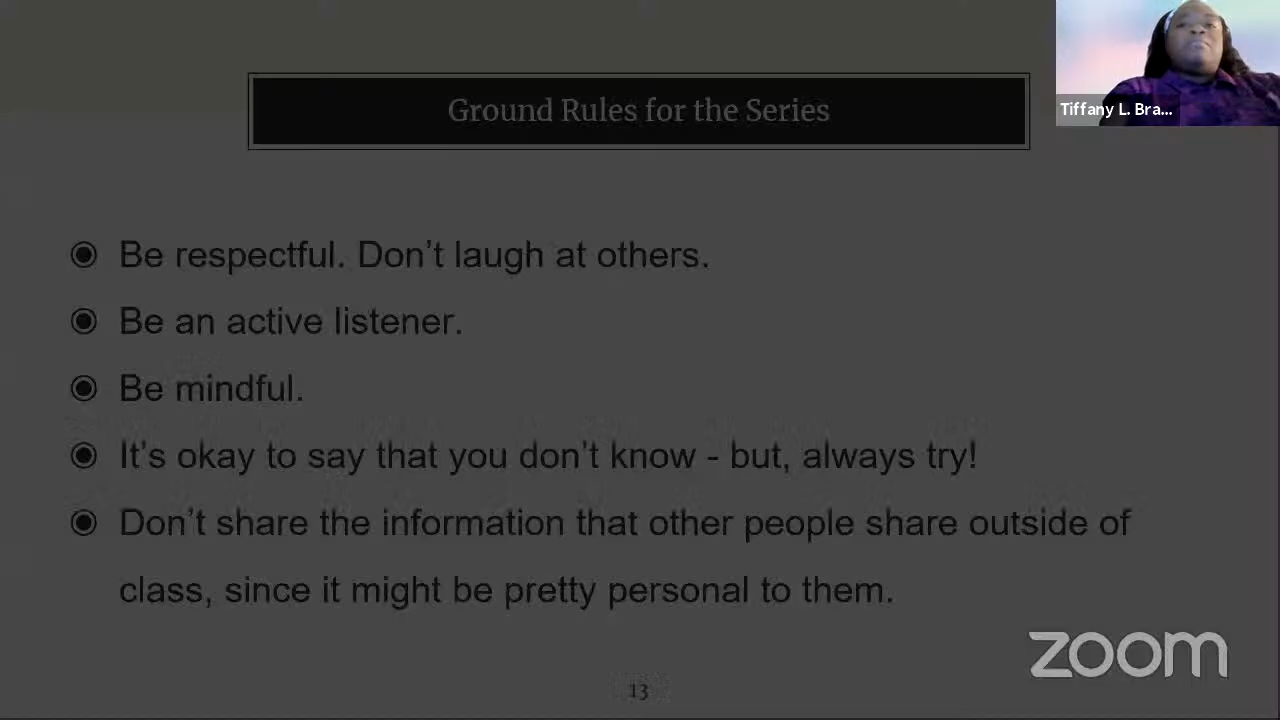 Tiffany L. Bra...
Ground Rules for the Series
Be respectful. Don't laugh at others.
Be an active listener.
Be mindful.
It's okay to say that you don't know - but, always try!
Don't share the information that other people share outside of
class, since it might be pretty personal to them.
zoom
13